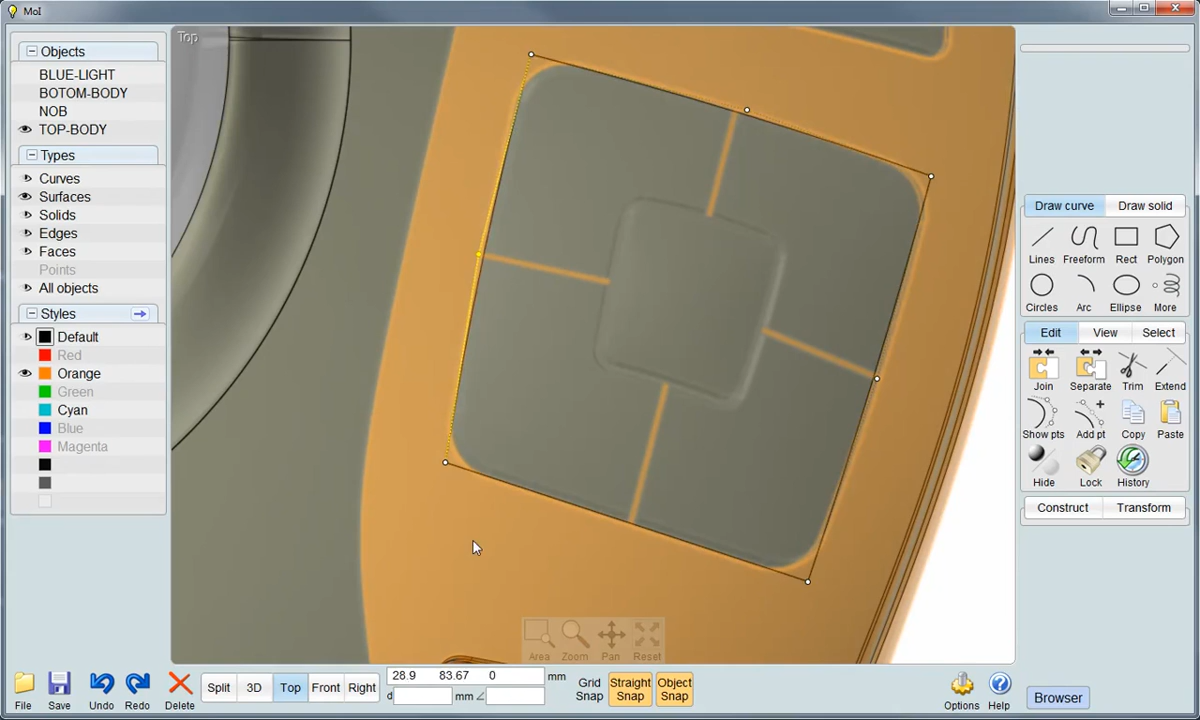 MoI
Objects
BLUE-LIGHT
BOTOM-BODY
NOB
TOP-BODY
Types
Curves
Surfaces
Solids
Edges
Faces
Points
All objects
Styles
Default
Red
Orange
Green
Cyan
Blue
Magenta
Top
Area Zoom Pan Reset
Draw curve Draw solid
Lines Freeform Rect Polygon
Circles Arc Ellipse More
Edit View Select
Join Separate Trim Extend
Show pts Add pt Copy Paste
Hide Lock History
Construct Transform
File Save Undo Redo Delete
Split 3D Top Front Right
28.9 83.67 0 mm
d mm
Grid Snap
Straight Snap
Object Snap
Options Help
Browser